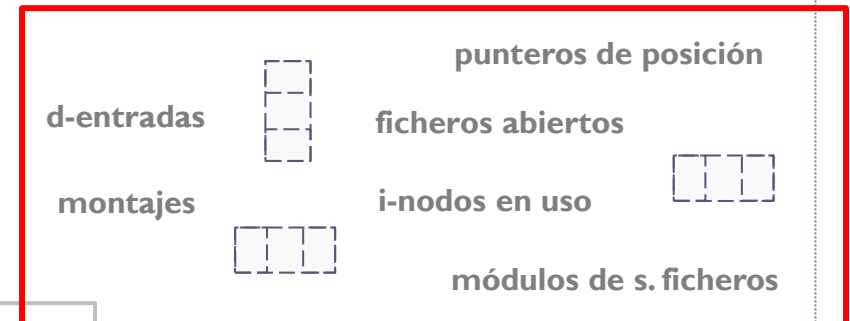 punteros de posición
d-entradas
ficheros abiertos
montajes
i-nodos en uso
módulos de s. ficheros